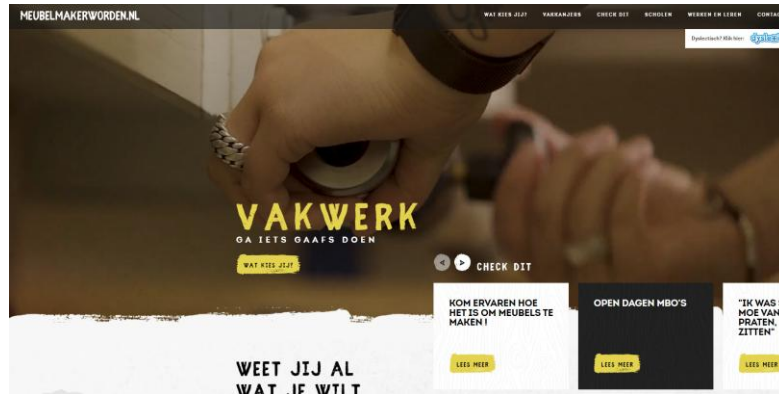 MEUBELMAKERWORDEN.NL
WAT KIES JIJ? VAKKANJERS CHECK DIT SCHOLEN WERKEN EN LEREN CONTA
Dyslectisch? Klik hier:
VAKWERK
GA IETS GAAFS DOEN
WAT KIES JIJ?
< > CHECK DIT
KOM ERVAREN HOE
HET IS OM MEUBELS TE
MAKEN !
LEES MEER
OPEN DAGEN MBO'S
LEES MEER
"IK WAS
MOE VAN
PRATEN,
ZITTEN"
LEES MEER
WEET JIJ AL
WAT JE WILT